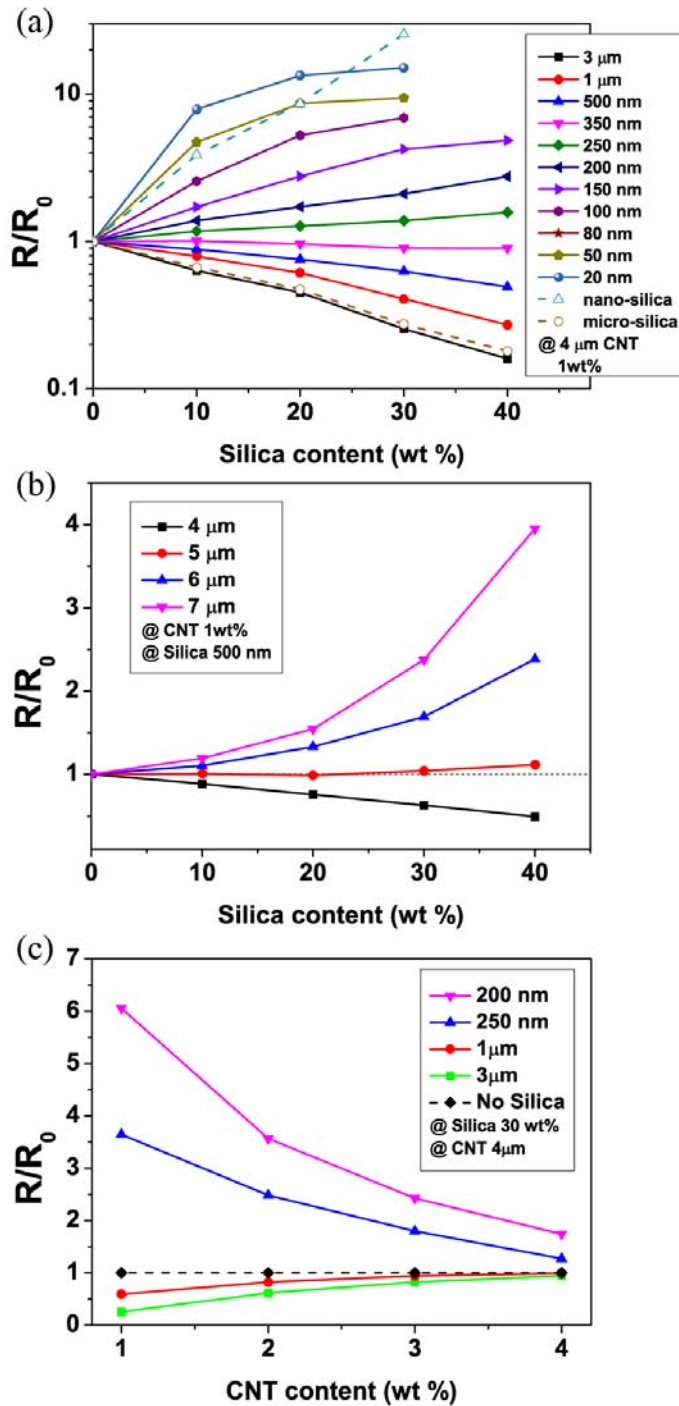 (a)
R/R0
10
1
0.1
0 10 20 30 40
Silica content (wt %)
3 μm
1 μm
500 nm
350 nm
250 nm
200 nm
150 nm
100 nm
80 nm
50 nm
20 nm
nano-silica
micro-silica
@ 4 μm CNT
1wt%
(b)
R/R0
4
3
2
1
0 10 20 30 40
Silica content (wt %)
4 μm
5 μm
6 μm
7 μm
@ CNT 1wt%
@ Silica 500 nm
(c)
R/R0
7
6
5
4
3
2
1
0
1 2 3 4
CNT content (wt %)
200 nm
250 nm
1μm
3μm
No Silica
@ Silica 30 wt%
@ CNT 4μm